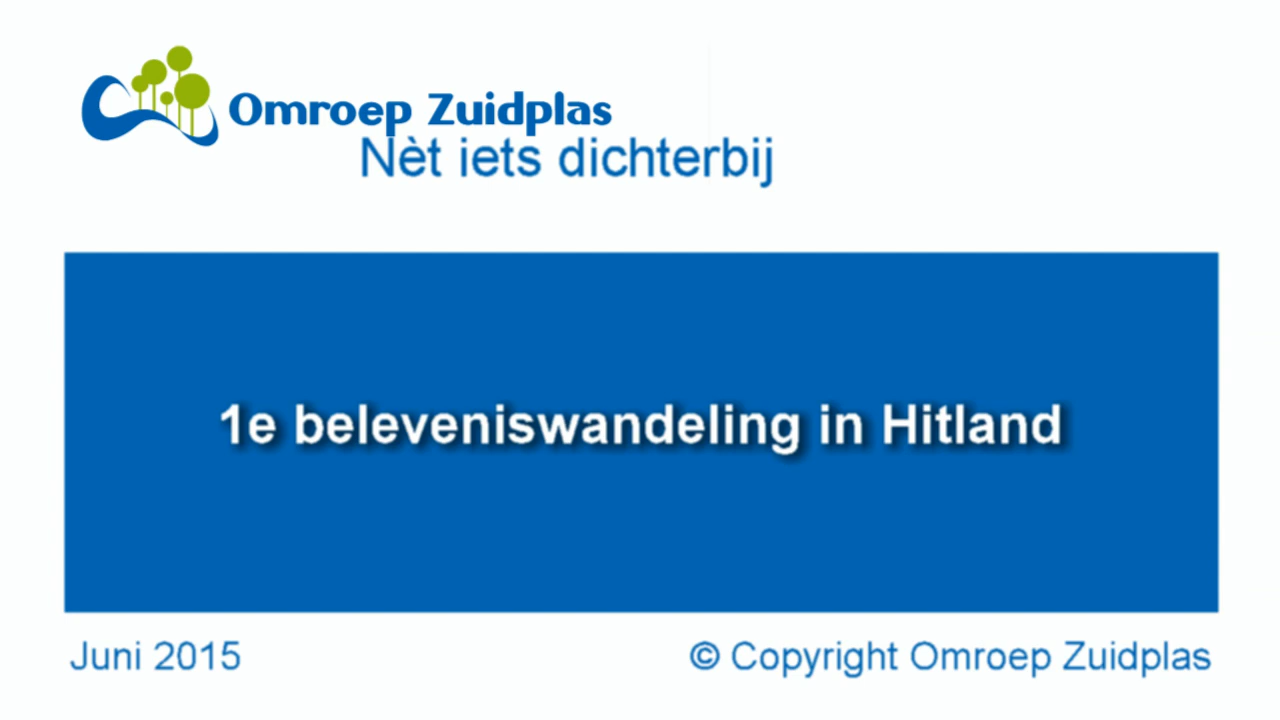 Omroep Zuidplas
Nèt iets dichterbij
1e beleveniswandeling in Hitland
Juni 2015
© Copyright Omroep Zuidplas